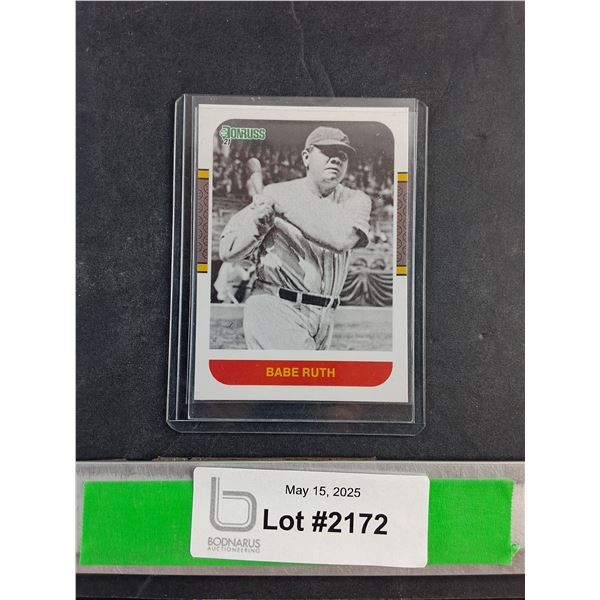 DONRUSS
'21
BABE RUTH
May 15, 2025
Lot #2172
BODNARUS
AUCTIONEERING